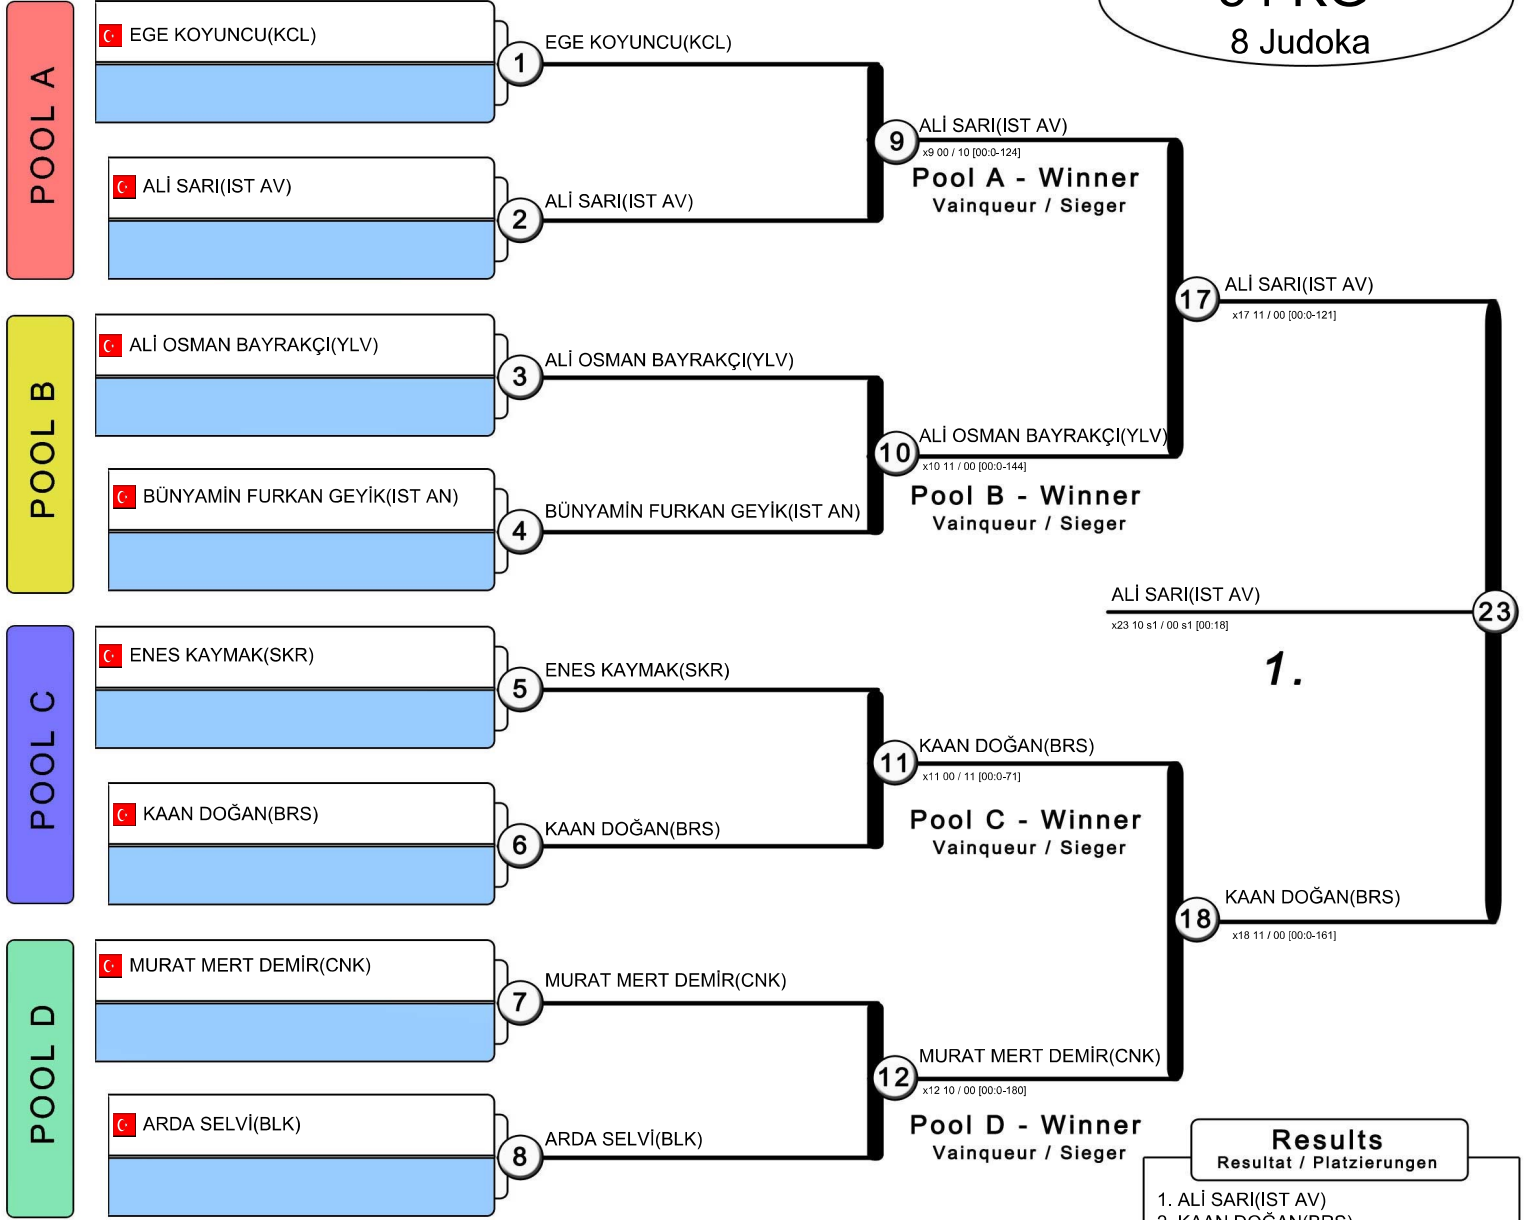 8 Judoka
POOL A
EGE KOYUNCU(KCL)
1
EGE KOYUNCU(KCL)
ALİ SARI(IST AV)
2
ALİ SARI(IST AV)
9
ALİ SARI(IST AV)
x9 00 / 10 [00:0-124]
Pool A - Winner
Vainqueur / Sieger
POOL B
ALİ OSMAN BAYRAKÇI(YLV)
3
ALİ OSMAN BAYRAKÇI(YLV)
BÜNYAMİN FURKAN GEYİK(IST AN)
4
BÜNYAMİN FURKAN GEYİK(IST AN)
10
ALİ OSMAN BAYRAKÇI(YLV)
x10 11 / 00 [00:0-144]
Pool B - Winner
Vainqueur / Sieger
17
ALİ SARI(IST AV)
x17 11 / 00 [00:0-121]
ALİ SARI(IST AV)
x23 10 s1 / 00 s1 [00:18]
23
1.
POOL C
ENES KAYMAK(SKR)
5
ENES KAYMAK(SKR)
KAAN DOĞAN(BRS)
6
KAAN DOĞAN(BRS)
11
KAAN DOĞAN(BRS)
x11 00 / 11 [00:0-71]
Pool C - Winner
Vainqueur / Sieger
18
KAAN DOĞAN(BRS)
x18 11 / 00 [00:0-161]
POOL D
MURAT MERT DEMİR(CNK)
7
MURAT MERT DEMİR(CNK)
ARDA SELVİ(BLK)
8
ARDA SELVİ(BLK)
12
MURAT MERT DEMİR(CNK)
x12 10 / 00 [00:0-180]
Pool D - Winner
Vainqueur / Sieger
Results
Resultat / Platzierungen
1. ALİ SARI(IST AV)
2. KAAN DOĞAN(BRS)